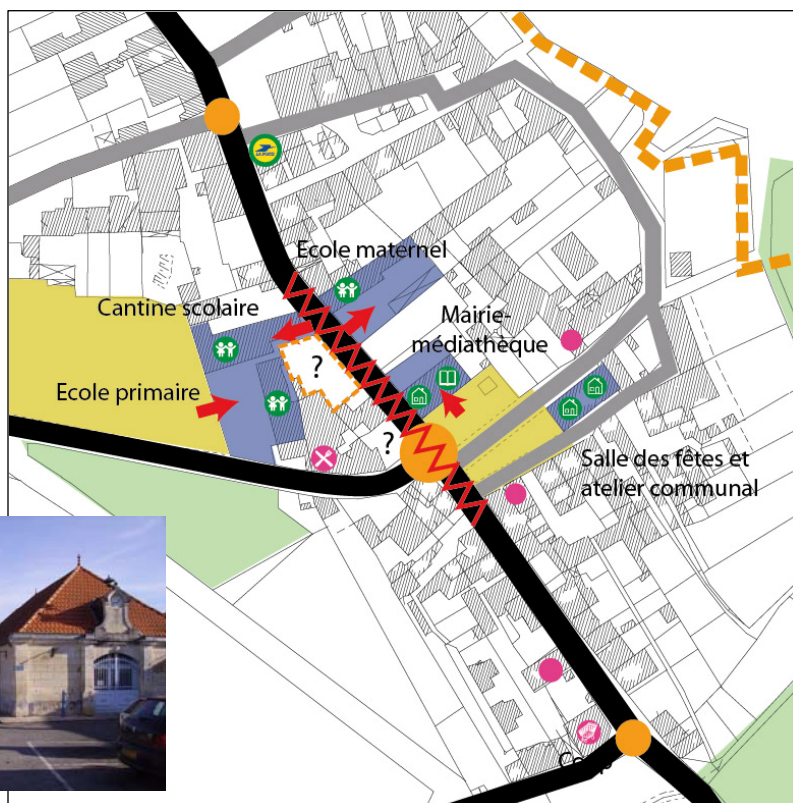 Ecole maternel
Cantine scolaire
Mairie-
médiathèque
?
Ecole primaire
?
Salle des fêtes et
atelier communal